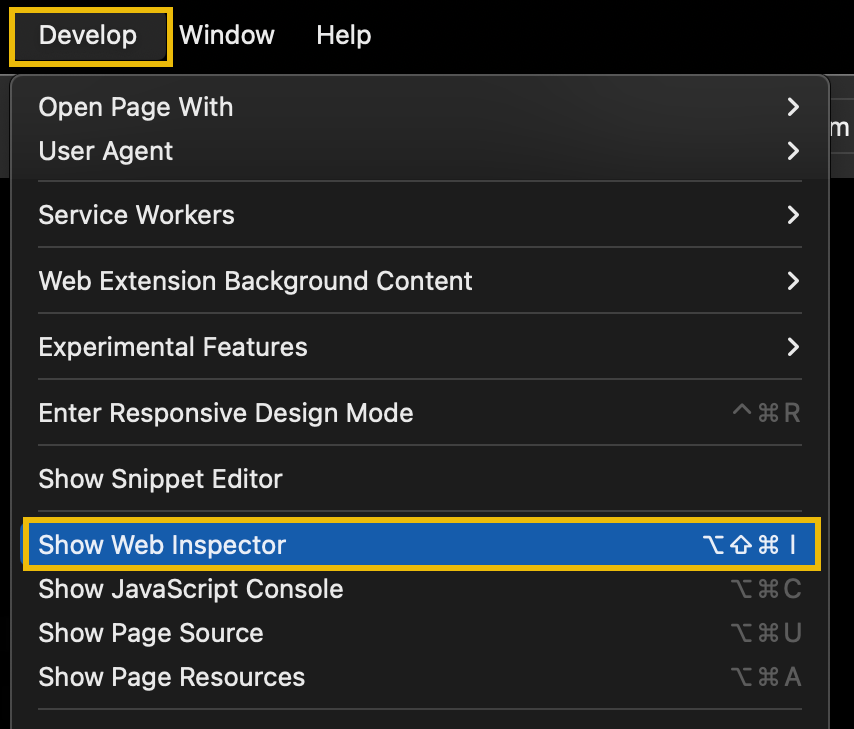 Develop Window Help
Open Page With
m
User Agent
Service Workers
Web Extension Background Content
Experimental Features
Enter Responsive Design Mode ^⌘R
Show Snippet Editor
Show Web Inspector ⌥⇧⌘I
Show JavaScript Console ⌥⌘C
Show Page Source ⌥⌘U
Show Page Resources ⌥⌘A